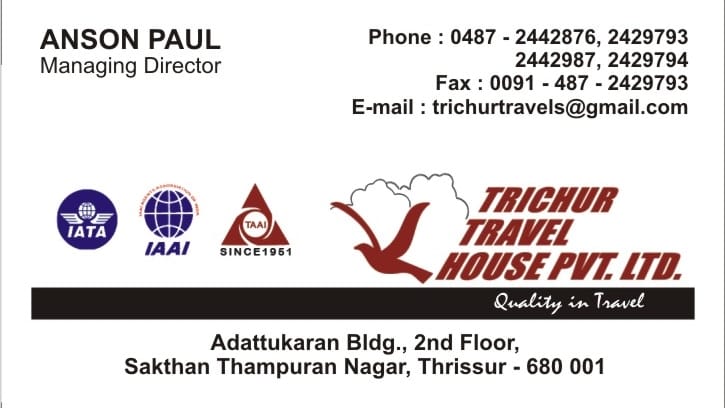 ANSON PAUL
Managing Director
Phone : 0487 - 2442876, 2429793
2442987, 2429794
Fax : 0091 - 487 - 2429793
E-mail : trichurtravels@gmail.com
IATA
IAAI
TAAI
SINCE1951
TRICHUR
TRAVEL
HOUSE PVT. LTD.
Quality in Travel
Adattukaran Bldg., 2nd Floor,
Sakthan Thampuran Nagar, Thrissur - 680 001